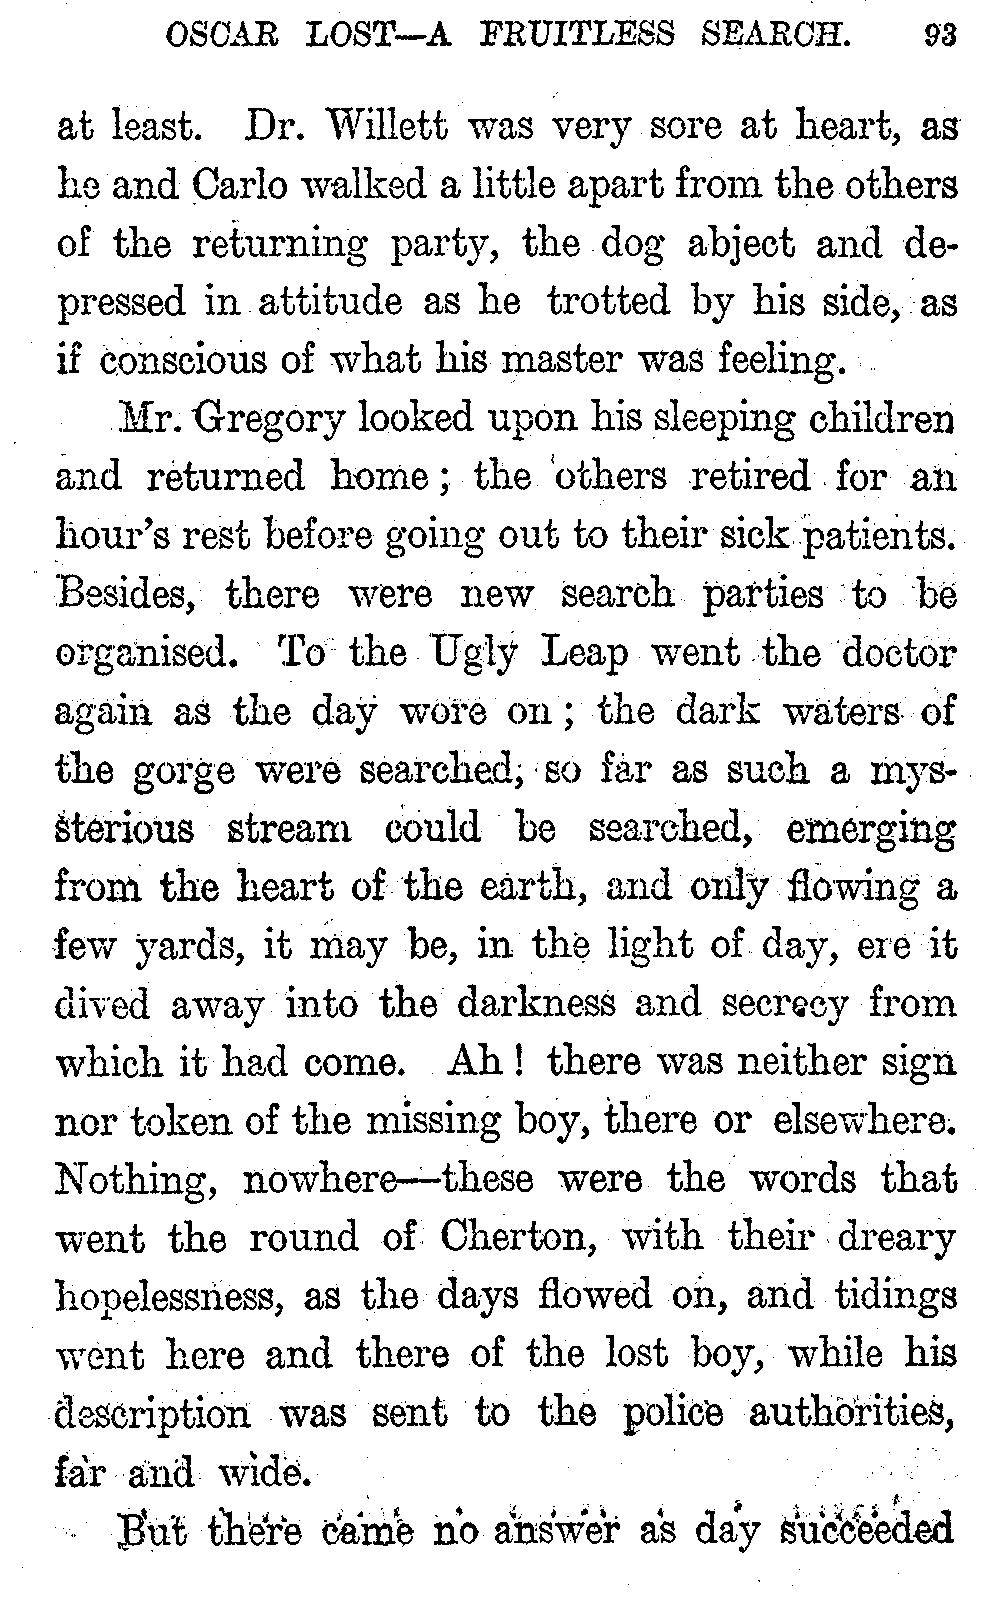 OSCAR LOST—A FRUITLESS SEARCH. 93
at least. Dr. Willett was very sore at heart, as
he and Carlo walked a little apart from the others
of the returning party, the dog abject and de-
pressed in attitude as he trotted by his side, as
if conscious of what his master was feeling.
Mr. Gregory looked upon his sleeping children
and returned home; the others retired for an
hour's rest before going out to their sick patients.
Besides, there were new search parties to be
organised. To the Ugly Leap went the doctor
again as the day wore on; the dark waters of
the gorge were searched, so far as such a mys-
sterious stream could be searched, emerging
from the heart of the earth, and only flowing a
few yards, it may be, in the light of day, ere it
dived away into the darkness and secrecy from
which it had come. Ah! there was neither sign
nor token of the missing boy, there or elsewhere.
Nothing, nowhere—these were the words that
went the round of Cherton, with their dreary
hopelessness, as the days flowed on, and tidings
went here and there of the lost boy, while his
description was sent to the police authorities,
far and wide.
But there came no answer as day succeeded